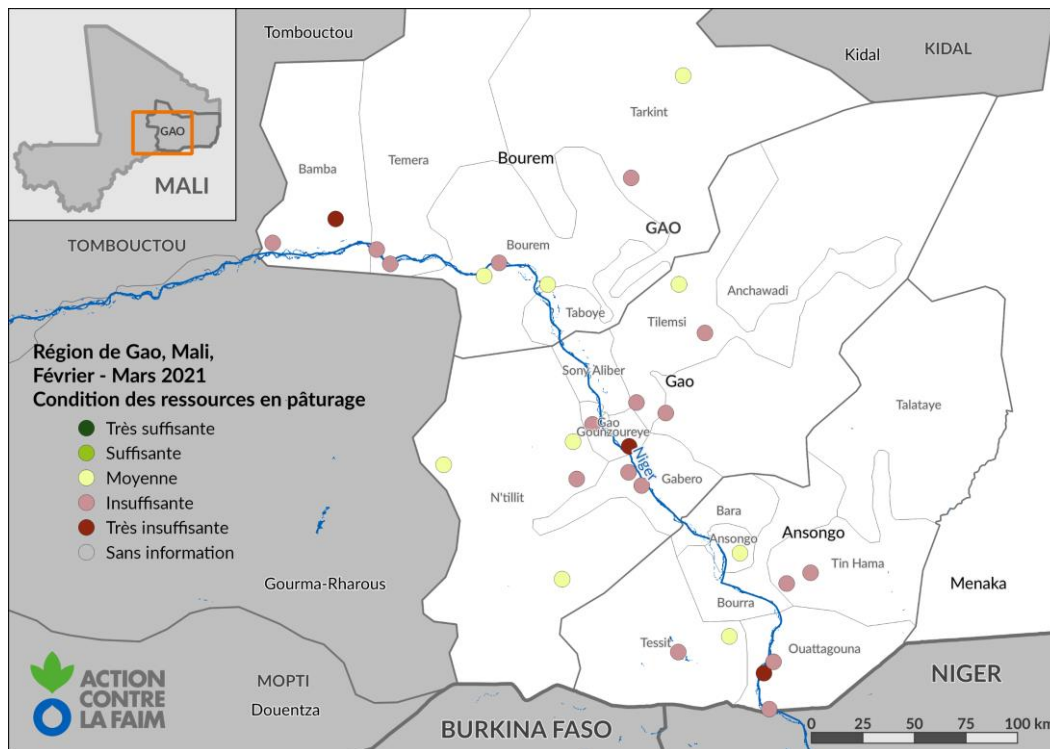 Tombouctou
Kidal
KIDAL
GAO
MALI
Tarkint
Bourem
Temera
Bamba
GAO
TOMBOUCTOU
Bourem
Anchawadi
Taboye
Tilemsi
Région de Gao, Mali,
Février - Mars 2021
Condition des ressources en pâturage
Très suffisante
Suffisante
Moyenne
Insuffisante
Très insuffisante
Sans information
Sony Aliber
Gao
Talataye
Gao
Gounzoureye
Niger
N'tillit
Gabero
Bara
Ansongo
Ansongo
Tin Hama
Menaka
Gourma-Rharous
Bourra
Tessit
Ouattagouna
NIGER
ACTION
CONTRE
LA FAIM
MOPTI
Douentza
BURKINA FASO
0 25 50 75 100 km